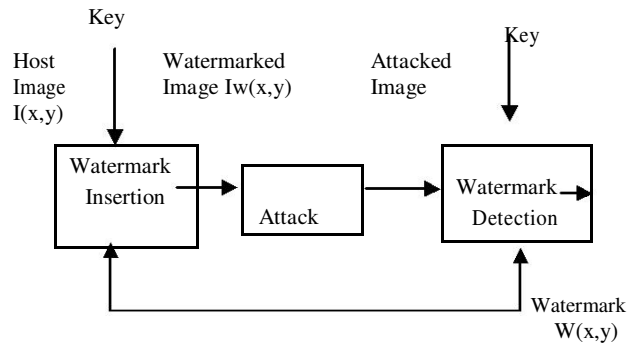 Key
Host
Image
I(x,y)
Watermarked
Image Iw(x,y)
Attacked
Image
Key
Watermark
Insertion
Attack
Watermark
Detection
Watermark
W(x,y)